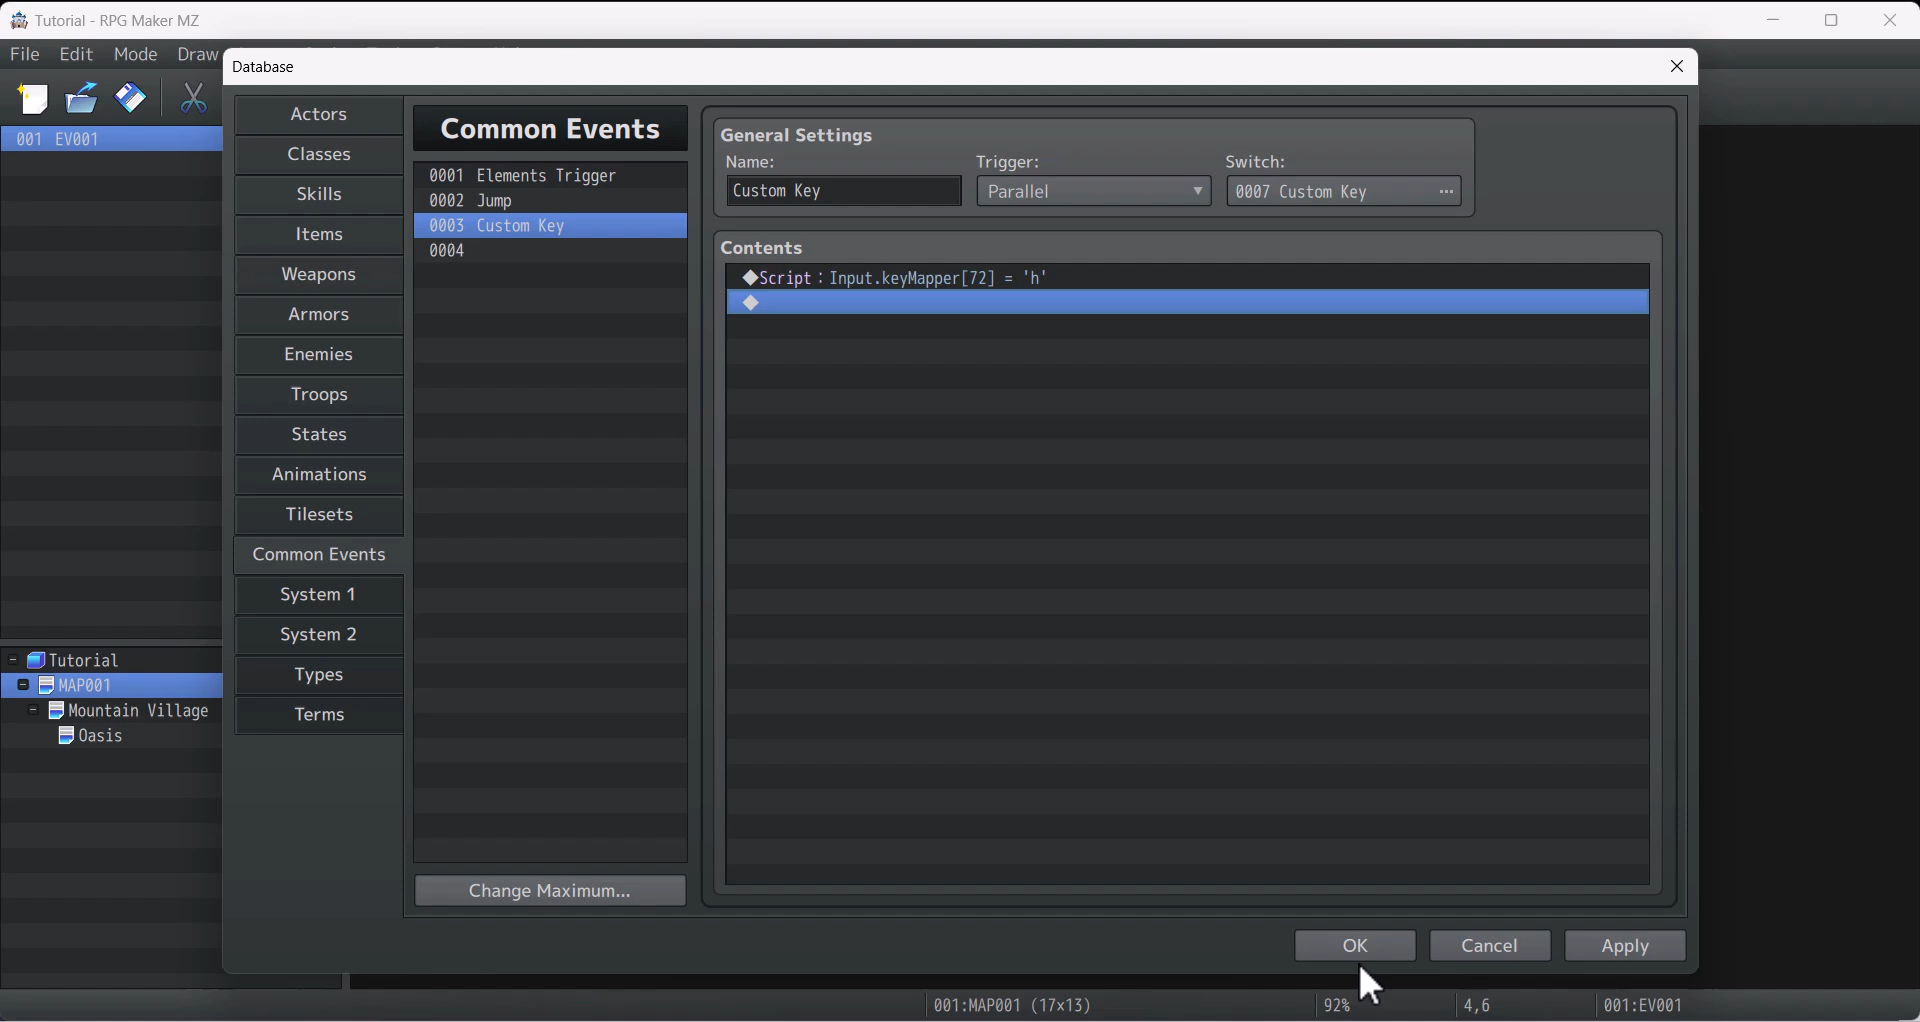 Tutorial - RPG Maker MZ
File Edit Mode Draw
Database
001 EV001
Tutorial
MAP001
Mountain Village
Oasis
Actors
Classes
Skills
Items
Weapons
Armors
Enemies
Troops
States
Animations
Tilesets
Common Events
System 1
System 2
Types
Terms
Common Events
0001 Elements Trigger
0002 Jump
0003 Custom Key
0004
Change Maximum...
General Settings
Name: Trigger: Switch:
Custom Key Parallel 0007 Custom Key ...
Contents
◆Script : Input.keyMapper[72] = 'h'
◆
OK Cancel Apply
001:MAP001 (17×13) 92% 4,6 001:EV001